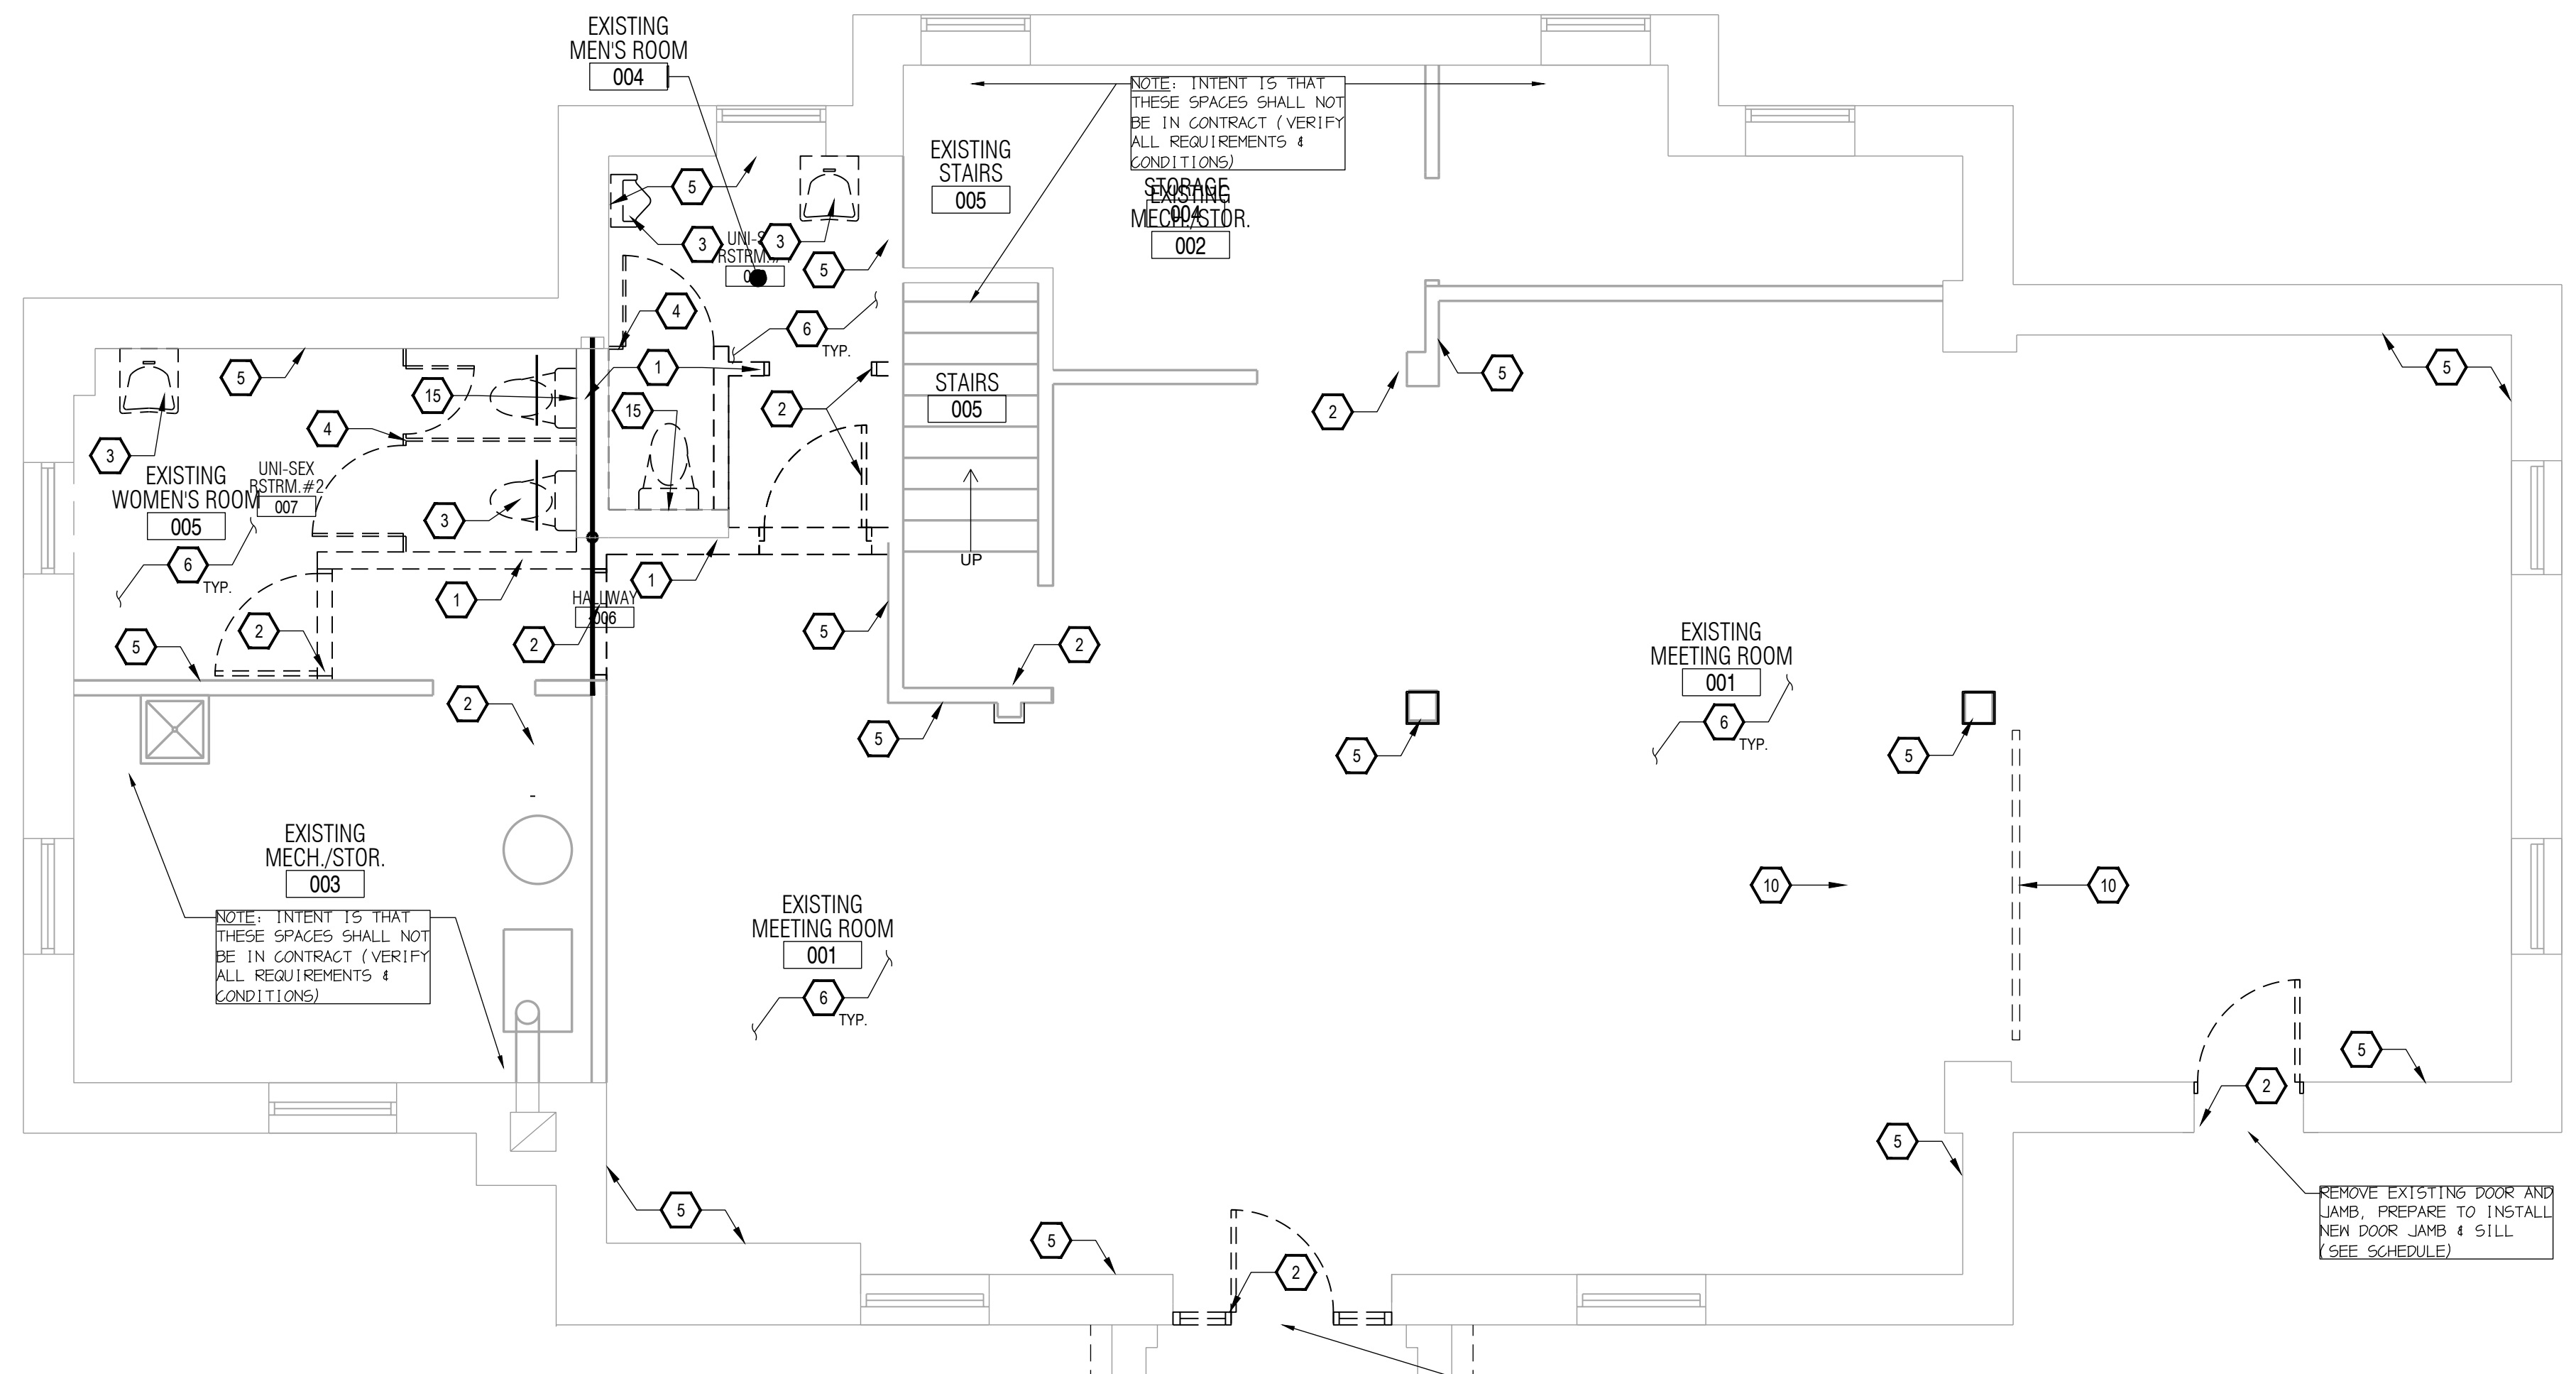 EXISTING
MEN'S ROOM
004
NOTE: INTENT IS THAT
THESE SPACES SHALL NOT
BE IN CONTRACT (VERIFY
ALL REQUIREMENTS &
CONDITIONS)
EXISTING
STAIRS
005
STORAGE
004
EXISTING
MECH./STOR.
002
5
3
3
UNI-S
RSTRM.#1
5
4
6
TYP.
1
5
15
15
2
STAIRS
005
UP
4
3
EXISTING
WOMEN'S ROOM
005
UNI-SEX
RSTRM.#2
007
3
6
TYP.
1
1
HALLWAY
006
2
5
2
5
2
2
5
2
5
5
EXISTING
MEETING ROOM
001
6
TYP.
5
5
2
5
10
10
EXISTING
MECH./STOR.
003
NOTE: INTENT IS THAT
THESE SPACES SHALL NOT
BE IN CONTRACT (VERIFY
ALL REQUIREMENTS &
CONDITIONS)
EXISTING
MEETING ROOM
001
6
TYP.
5
2
5
5
5
2
REMOVE EXISTING DOOR AND
JAMB, PREPARE TO INSTALL
NEW DOOR JAMB & SILL
(SEE SCHEDULE)